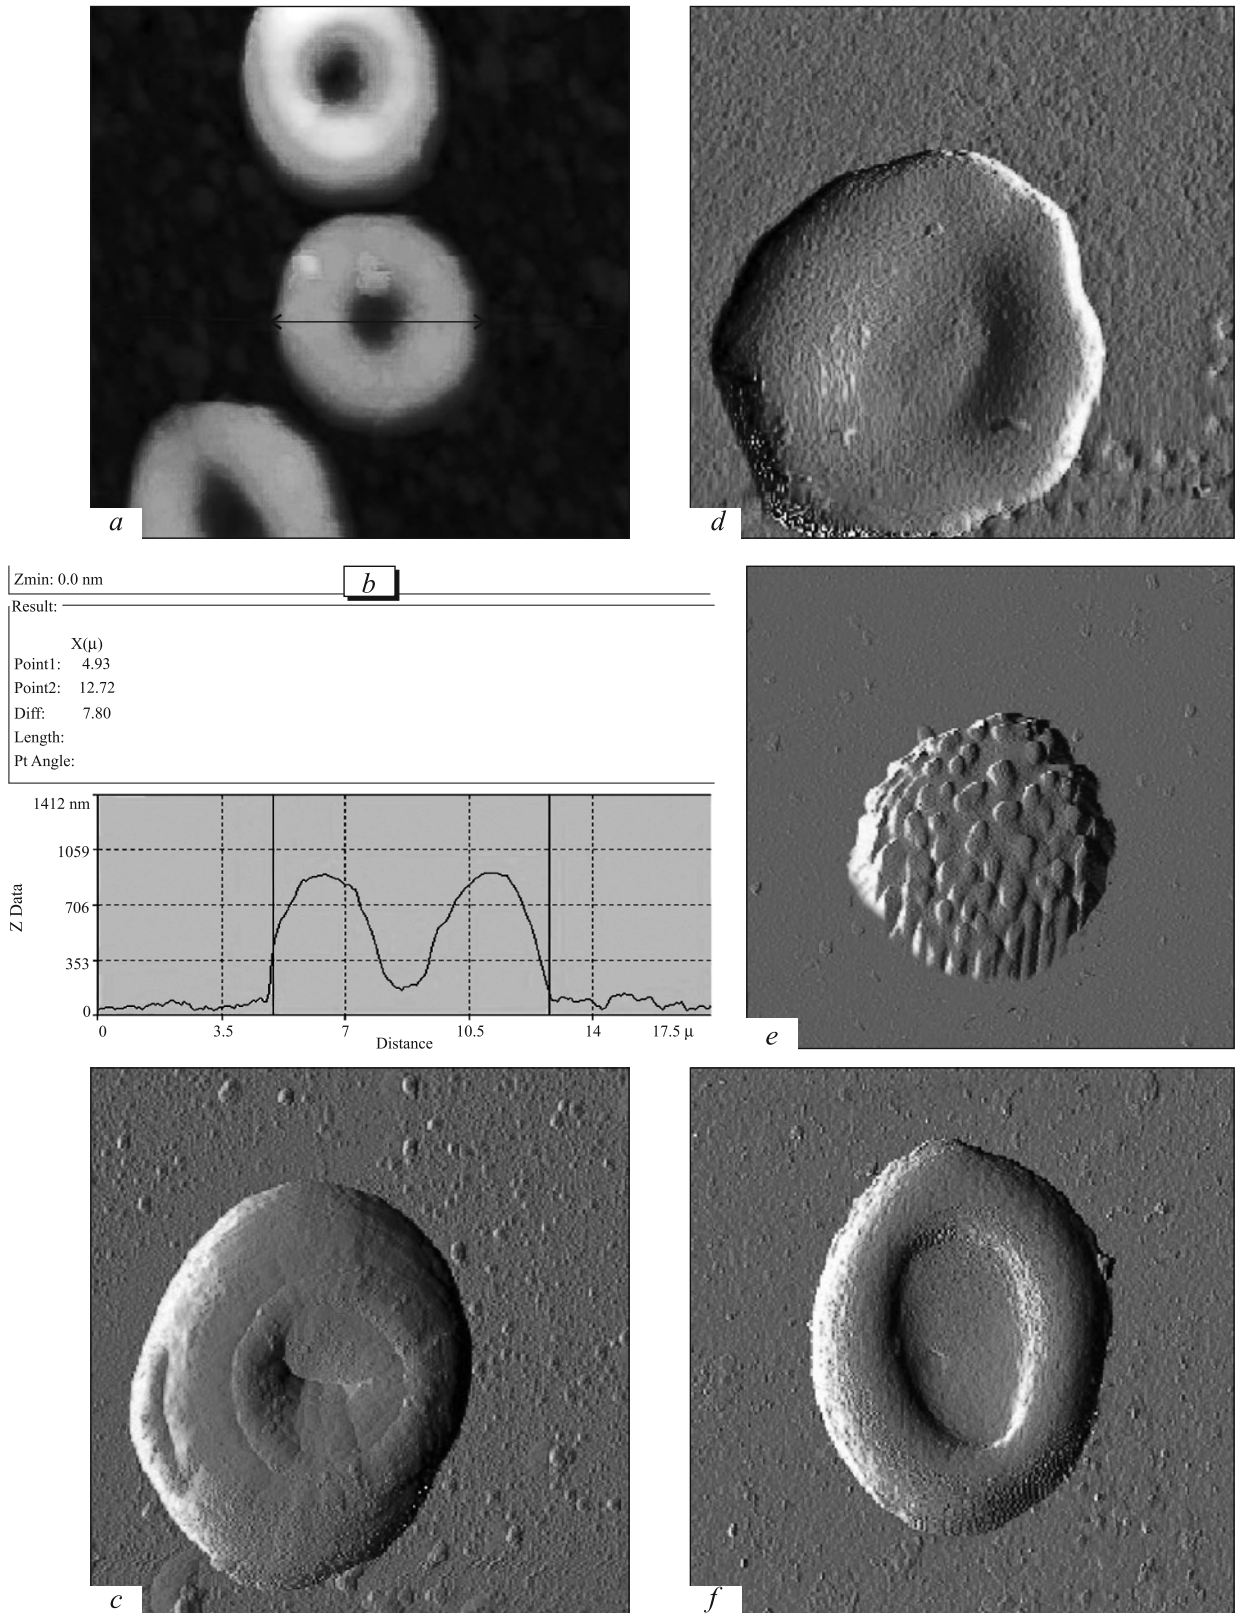 a
d
Zmin: 0.0 nm
b
Result:
X(µ)
Point1: 4.93
Point2: 12.72
Diff: 7.80
Length:
Pt Angle:
1412 nm
1059
706
353
0
Z Data
0 3.5 7 10.5 14 17.5 µ
Distance
e
c
f